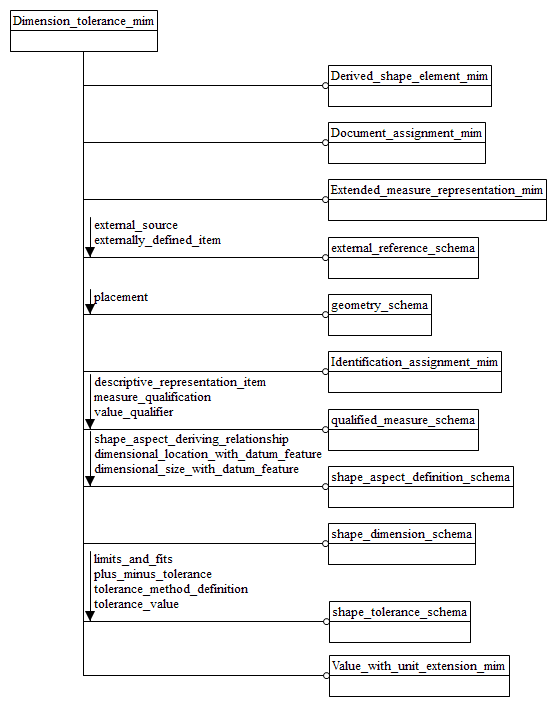 Dimension_tolerance_mim
Derived_shape_element_mim
Document_assignment_mim
Extended_measure_representation_mim
external_source
externally_defined_item
external_reference_schema
placement
geometry_schema
Identification_assignment_mim
descriptive_representation_item
measure_qualification
value_qualifier
qualified_measure_schema
shape_aspect_deriving_relationship
dimensional_location_with_datum_feature
dimensional_size_with_datum_feature
shape_aspect_definition_schema
shape_dimension_schema
limits_and_fits
plus_minus_tolerance
tolerance_method_definition
tolerance_value
shape_tolerance_schema
Value_with_unit_extension_mim